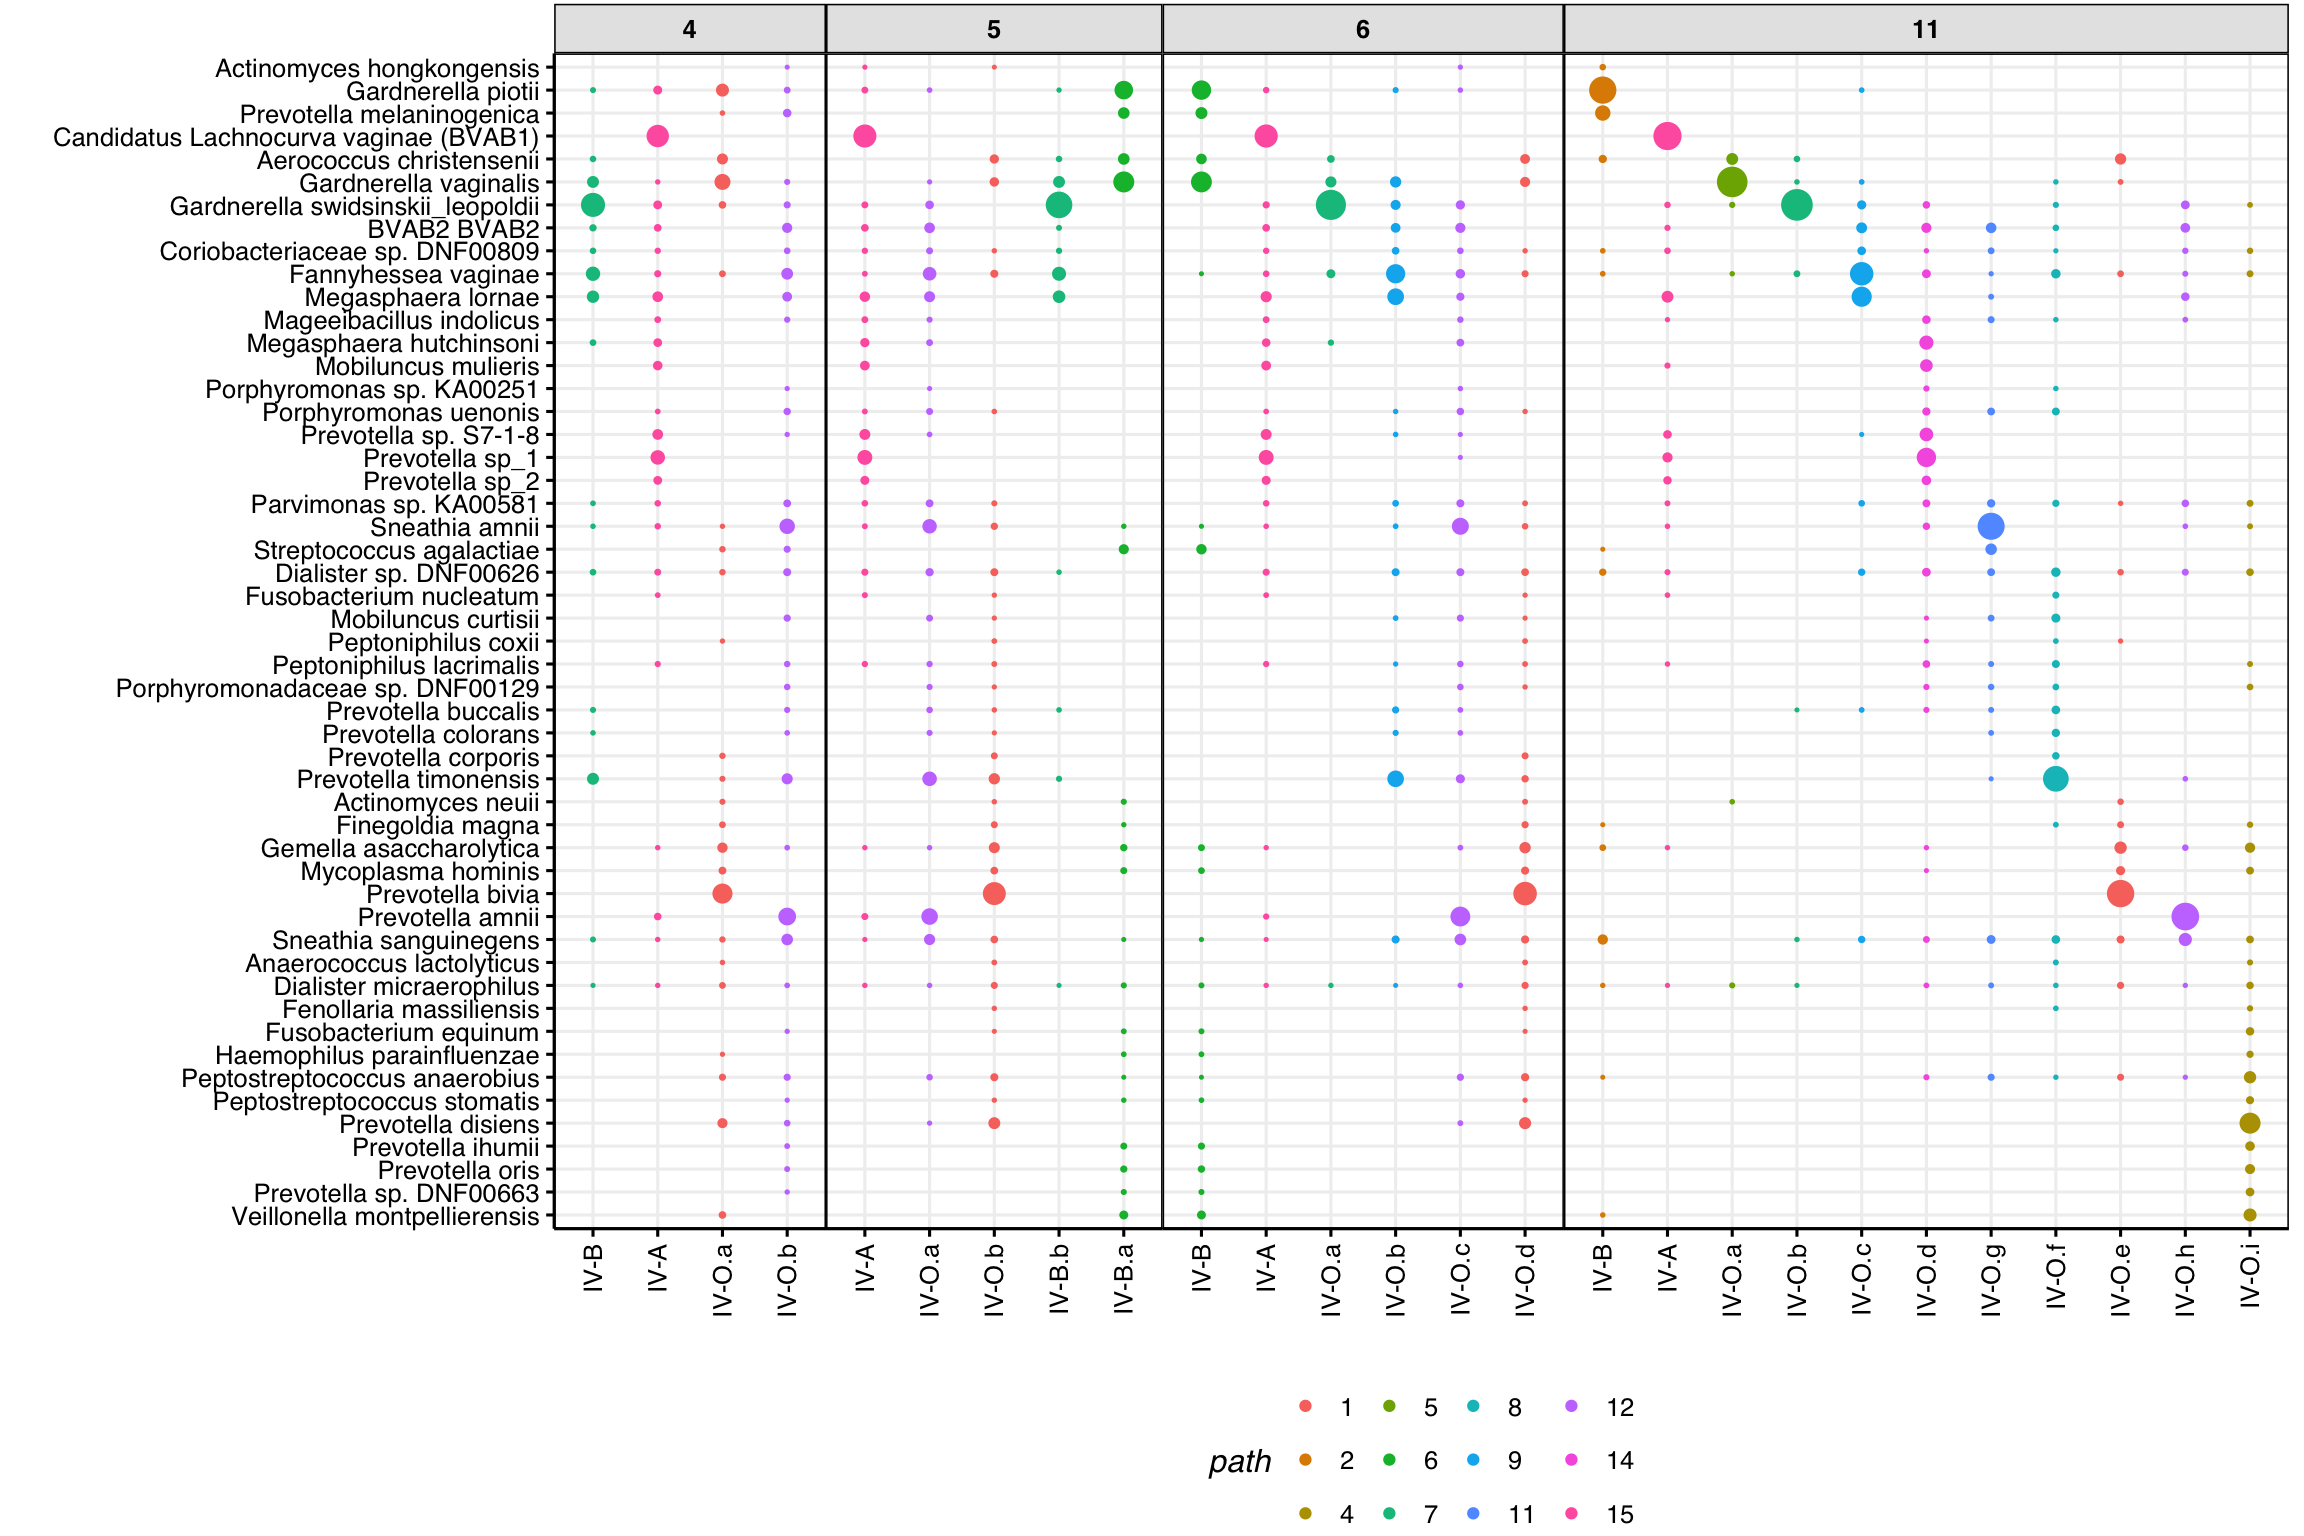 4 5 6 11
Actinomyces hongkongensis
Gardnerella piotii
Prevotella melaninogenica
Candidatus Lachnocurva vaginae (BVAB1)
Aerococcus christensenii
Gardnerella vaginalis
Gardnerella swidsinskii_leopoldii
BVAB2 BVAB2
Coriobacteriaceae sp. DNF00809
Fannyhessea vaginae
Megasphaera lornae
Mageeibacillus indolicus
Megasphaera hutchinsoni
Mobiluncus mulieris
Porphyromonas sp. KA00251
Porphyromonas uenonis
Prevotella sp. S7-1-8
Prevotella sp_1
Prevotella sp_2
Parvimonas sp. KA00581
Sneathia amnii
Streptococcus agalactiae
Dialister sp. DNF00626
Fusobacterium nucleatum
Mobiluncus curtisii
Peptoniphilus coxii
Peptoniphilus lacrimalis
Porphyromonadaceae sp. DNF00129
Prevotella buccalis
Prevotella colorans
Prevotella corporis
Prevotella timonensis
Actinomyces neuii
Finegoldia magna
Gemella asaccharolytica
Mycoplasma hominis
Prevotella bivia
Prevotella amnii
Sneathia sanguinegens
Anaerococcus lactolyticus
Dialister micraerophilus
Fenollaria massiliensis
Fusobacterium equinum
Haemophilus parainfluenzae
Peptostreptococcus anaerobius
Peptostreptococcus stomatis
Prevotella disiens
Prevotella ihumii
Prevotella oris
Prevotella sp. DNF00663
Veillonella montpellierensis
IV-B IV-A IV-O.a IV-O.b IV-A IV-O.a IV-O.b IV-B.b IV-B.a IV-B IV-A IV-O.a IV-O.b IV-O.c IV-O.d IV-B IV-A IV-O.a IV-O.b IV-O.c IV-O.d IV-O.g IV-O.f IV-O.e IV-O.h IV-O.i
1 5 8 12
path 2 6 9 14
4 7 11 15